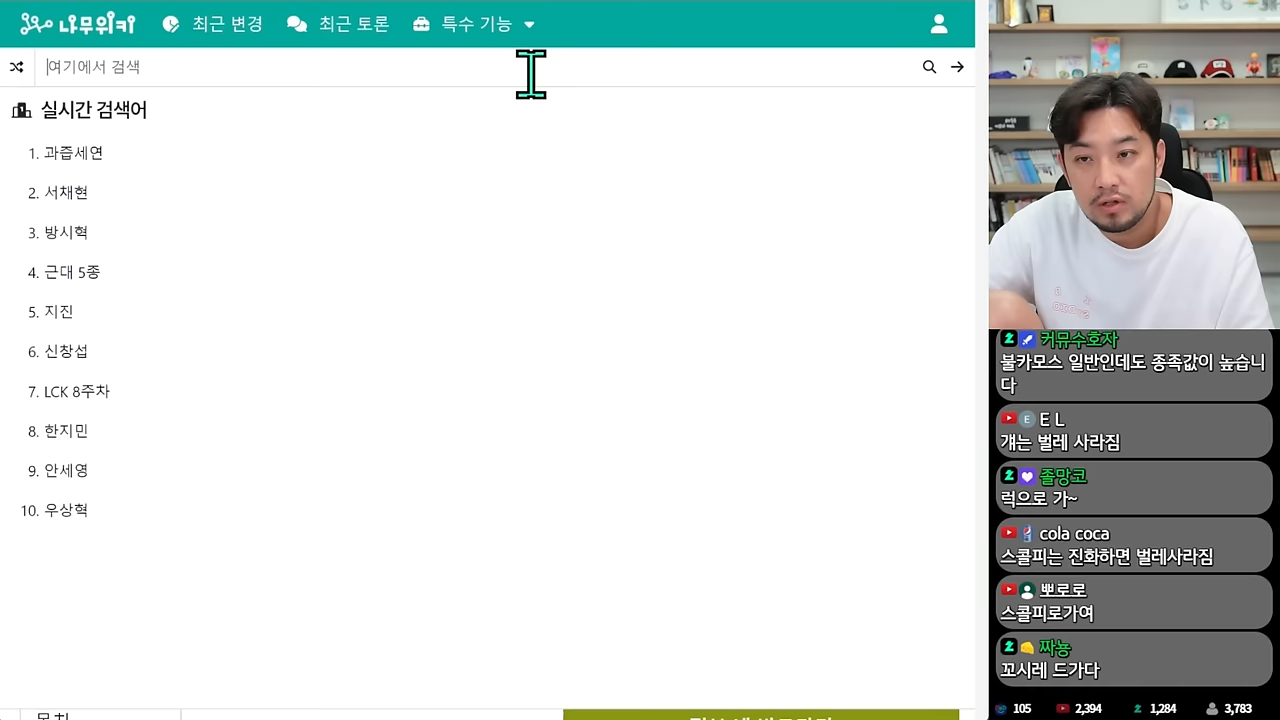 나무위키
최근 변경
최근 토론
특수 기능
여기에서 검색
실시간 검색어
1. 과즙세연
2. 서채현
3. 방시혁
4. 근대 5종
5. 지진
6. 신창섭
7. LCK 8주차
8. 한지민
9. 안세영
10. 우상혁
커뮤수호자
불카모스 일반인데도 종족값이 높습니
다
E L
걔는 벌레 사라짐
졸망코
럭으로 가~
cola coca
스콜피는 진화하면 벌레사라짐
뽀로로
스콜피로가여
짜뇽
꼬시레 드가다
105
2,394
1,284
3,783